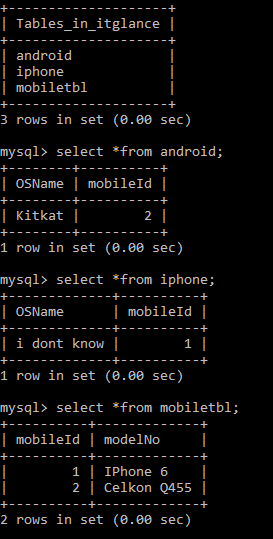 +---------------------+
| Tables_in_itglance  |
+---------------------+
| android             |
| iphone              |
| mobiletbl           |
+---------------------+
3 rows in set (0.00 sec)

mysql> select *from android;
+--------+----------+
| OSName | mobileId |
+--------+----------+
| Kitkat |        2 |
+--------+----------+
1 row in set (0.00 sec)

mysql> select *from iphone;
+-------------+----------+
| OSName      | mobileId |
+-------------+----------+
| i dont know |        1 |
+-------------+----------+
1 row in set (0.00 sec)

mysql> select *from mobiletbl;
+----------+-------------+
| mobileId | modelNo     |
+----------+-------------+
|        1 | IPhone 6    |
|        2 | Celkon Q455 |
+----------+-------------+
2 rows in set (0.00 sec)